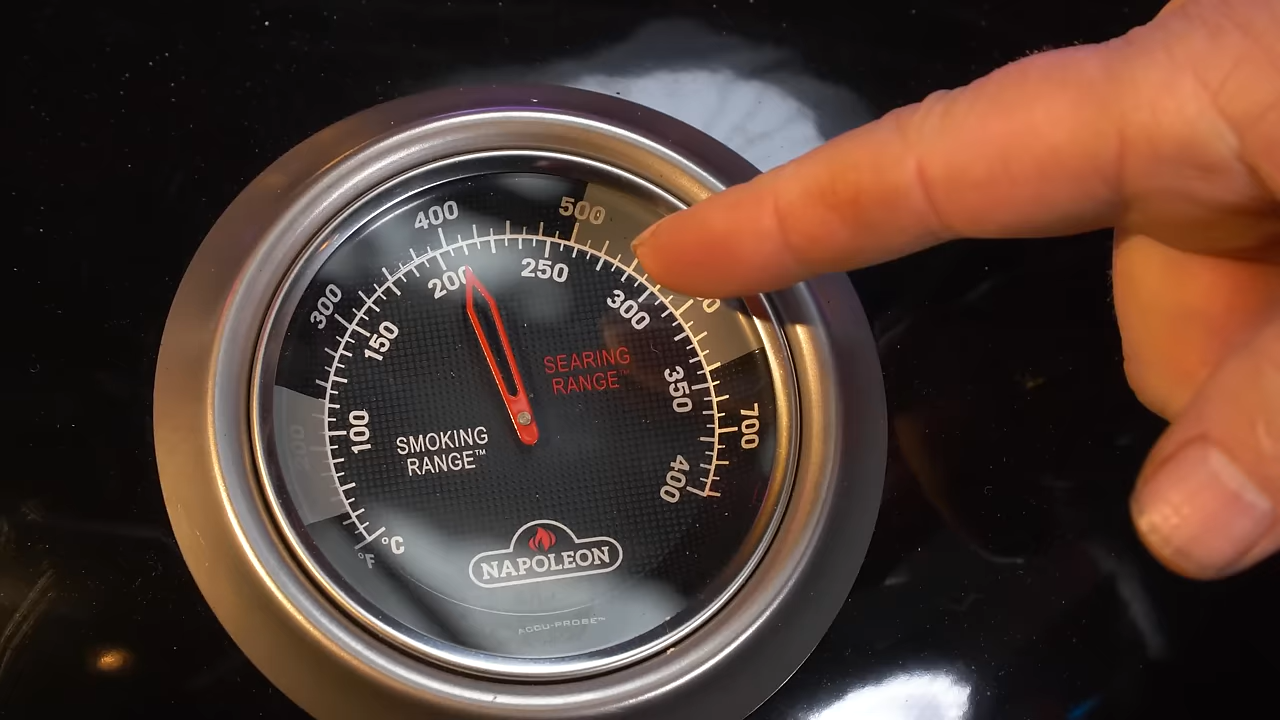 400
500
300
200
250
300
150
350
100
700
400
SEARING
RANGE™
SMOKING
RANGE™
°C
°F
NAPOLEON
ACCU-PROBE™